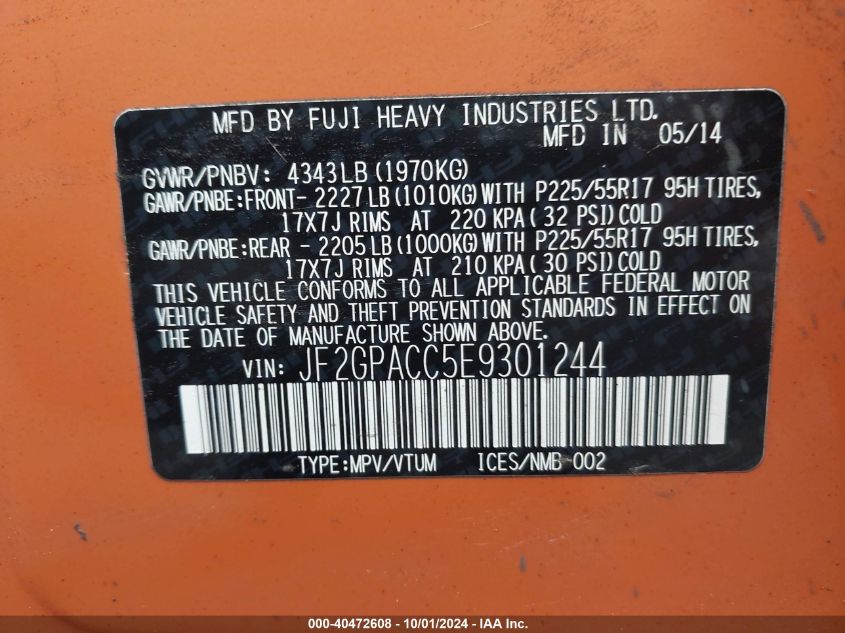 MFD BY FUJI HEAVY INDUSTRIES LTD.
MFD IN 05/14
GVWR/PNBV: 4343LB (1970KG)
GAWR/PNBE:FRONT- 2227LB (1010KG) WITH P225/55R17 95H TIRES,
17X7J RIMS AT 220 KPA ( 32 PSI) COLD
GAWR/PNBE:REAR - 2205LB (1000KG) WITH P225/55R17 95H TIRES,
17X7J RIMS AT 210 KPA ( 30 PSI) COLD
THIS VEHICLE CONFORMS TO ALL APPLICABLE FEDERAL MOTOR
VEHICLE SAFETY AND THEFT PREVENTION STANDARDS IN EFFECT ON
THE DATE OF MANUFACTURE SHOWN ABOVE.
VIN: JF2GPACC5E9301244
TYPE:MPV/VTUM ICES/NMB-002
000-40472608 - 10/01/2024 - IAAI.com